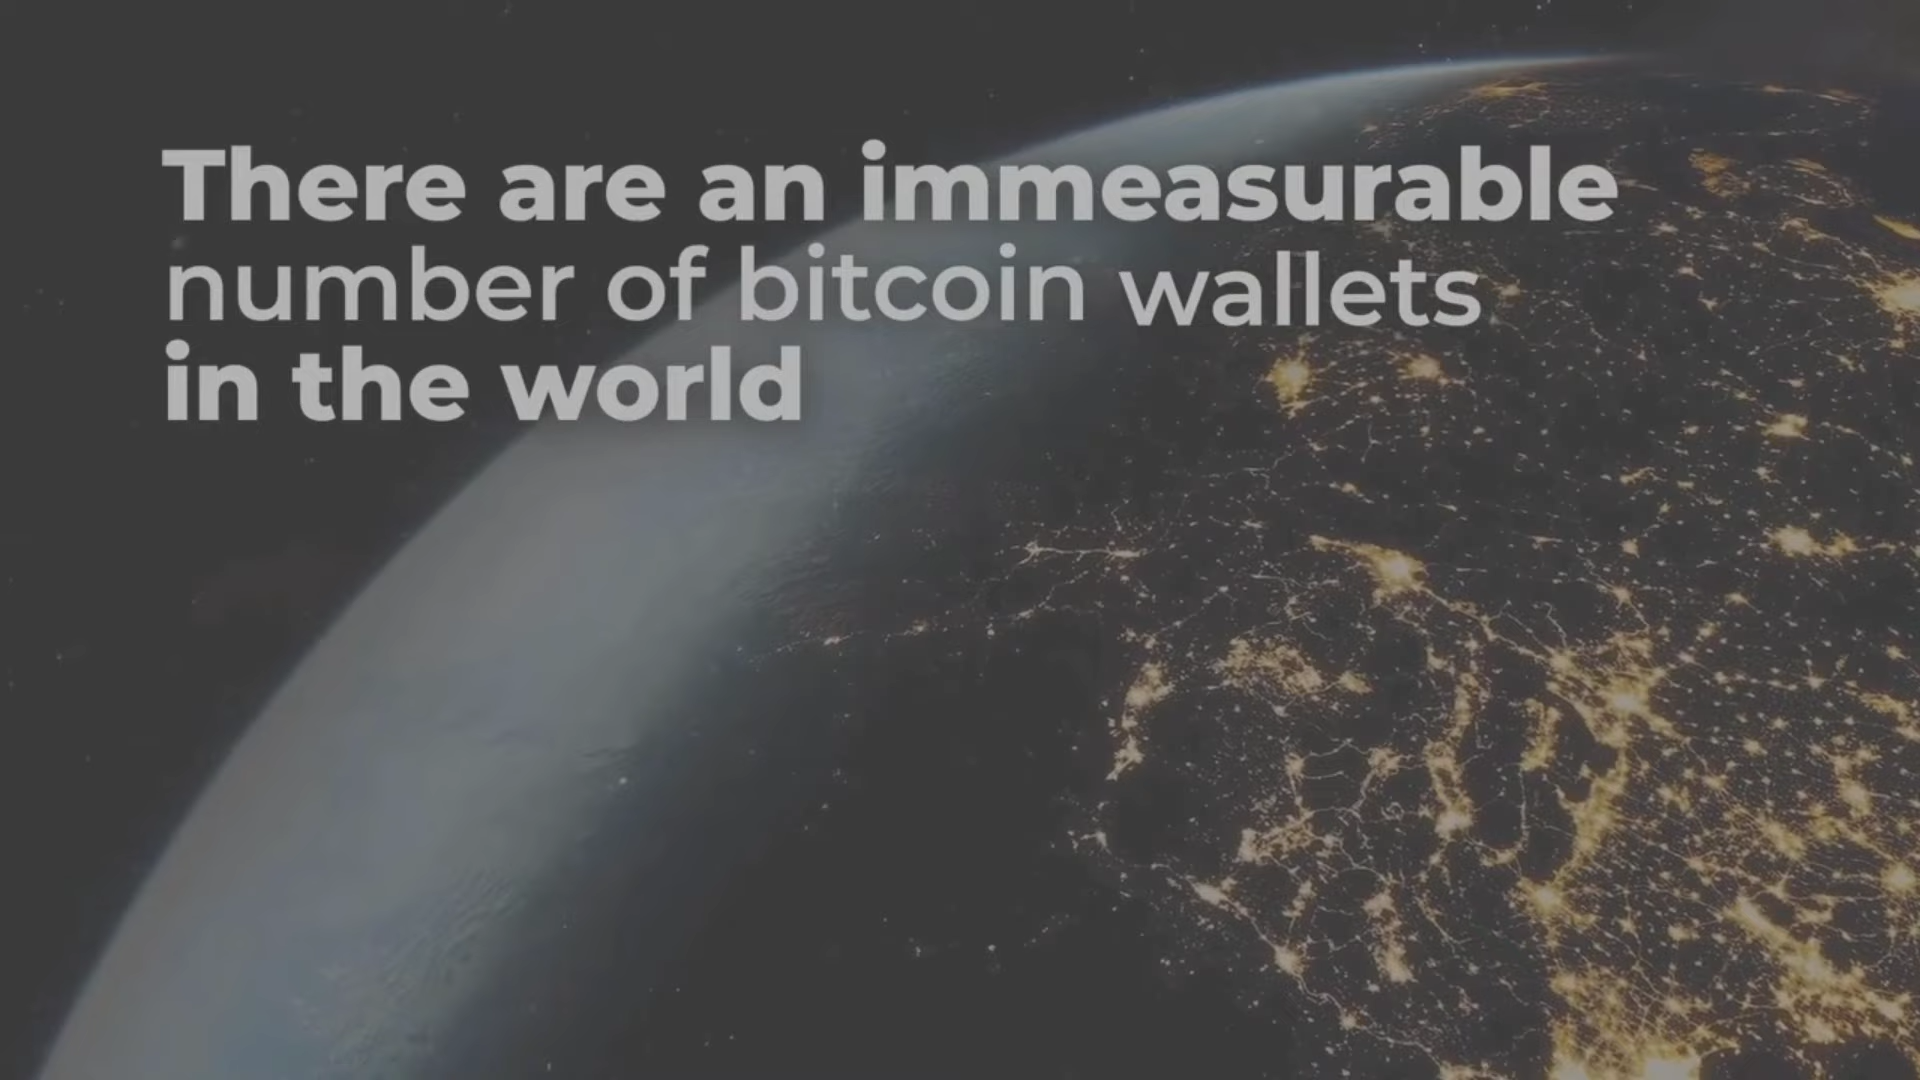 There are an immeasurable
number of bitcoin wallets
in the world